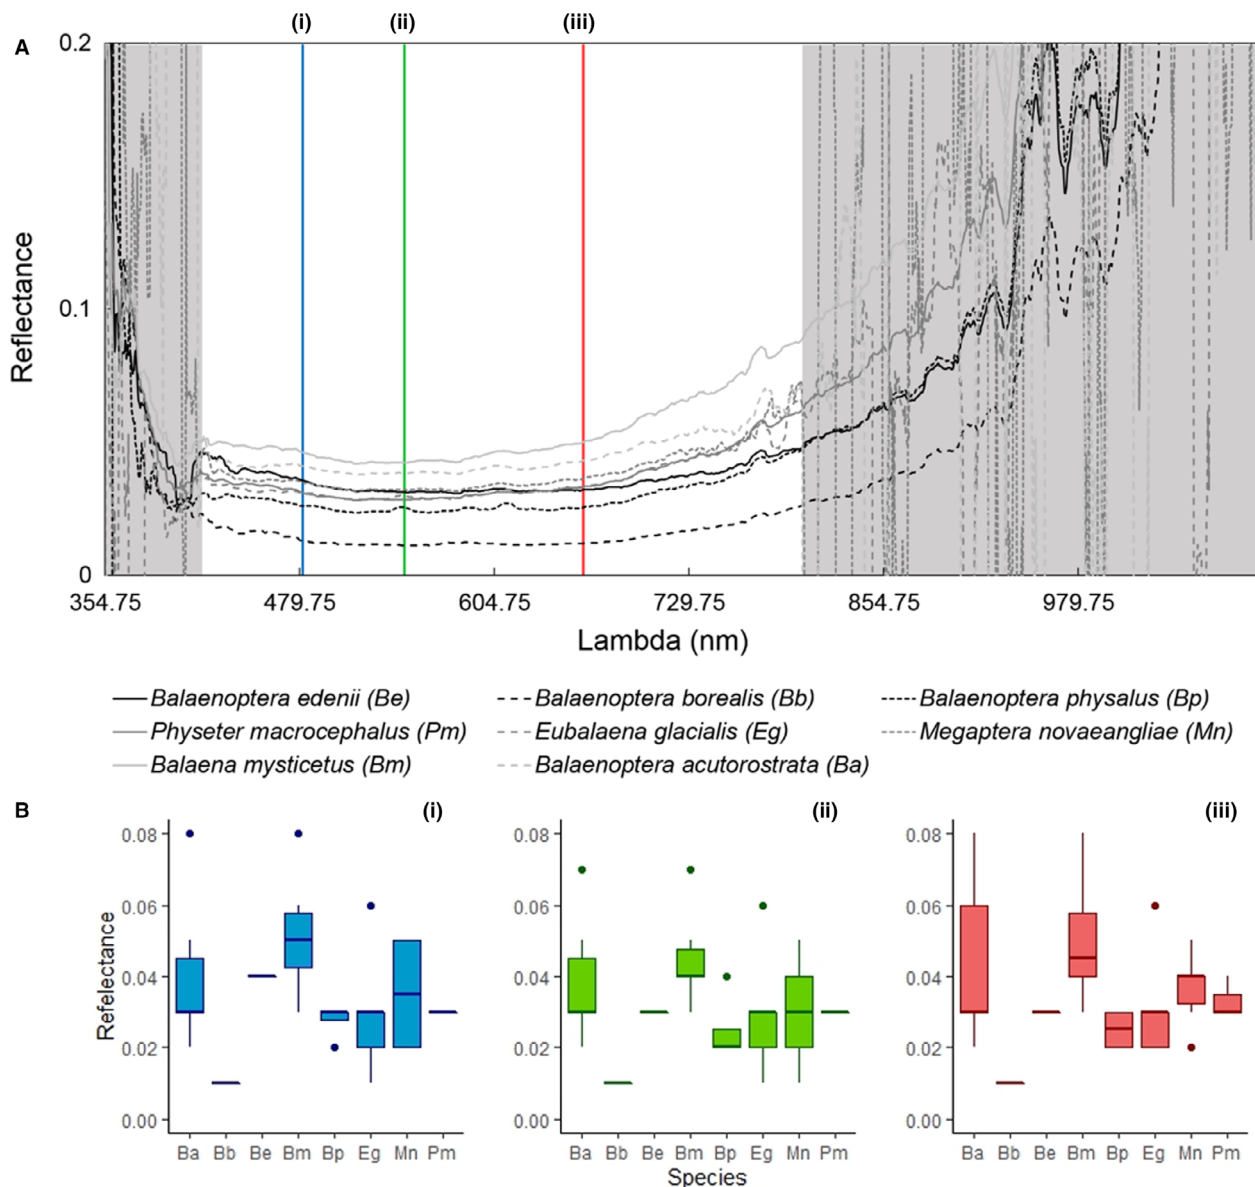 (i) (ii) (iii)
A
0.2
0.1
0
Reflectance
354.75 479.75 604.75 729.75 854.75 979.75
Lambda (nm)
Balaenoptera edenii (Be) Balaenoptera borealis (Bb) Balaenoptera physalus (Bp)
Physeter macrocephalus (Pm) Eubalaena glacialis (Eg) Megaptera novaeangliae (Mn)
Balaena mysticetus (Bm) Balaenoptera acutorostrata (Ba)
B (i) (ii) (iii)
0.08 0.08 0.08
0.06 0.06 0.06
0.04 0.04 0.04
0.02 0.02 0.02
0.00 0.00 0.00
Refelectance
Ba Bb Be Bm Bp Eg Mn Pm Ba Bb Be Bm Bp Eg Mn Pm Ba Bb Be Bm Bp Eg Mn Pm
Species